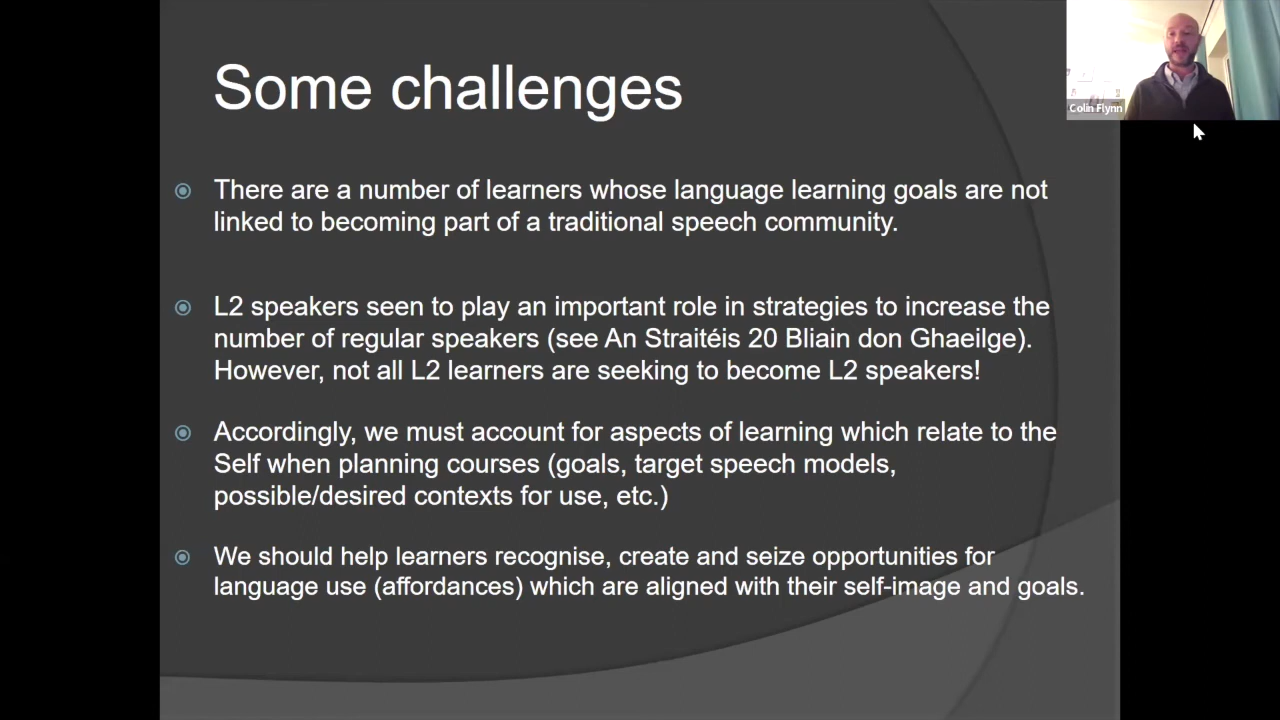 Some challenges
Colin Flynn
There are a number of learners whose language learning goals are not
linked to becoming part of a traditional speech community.
L2 speakers seen to play an important role in strategies to increase the
number of regular speakers (see An Straitéis 20 Bliain don Ghaeilge).
However, not all L2 learners are seeking to become L2 speakers!
Accordingly, we must account for aspects of learning which relate to the
Self when planning courses (goals, target speech models,
possible/desired contexts for use, etc.)
We should help learners recognise, create and seize opportunities for
language use (affordances) which are aligned with their self-image and goals.